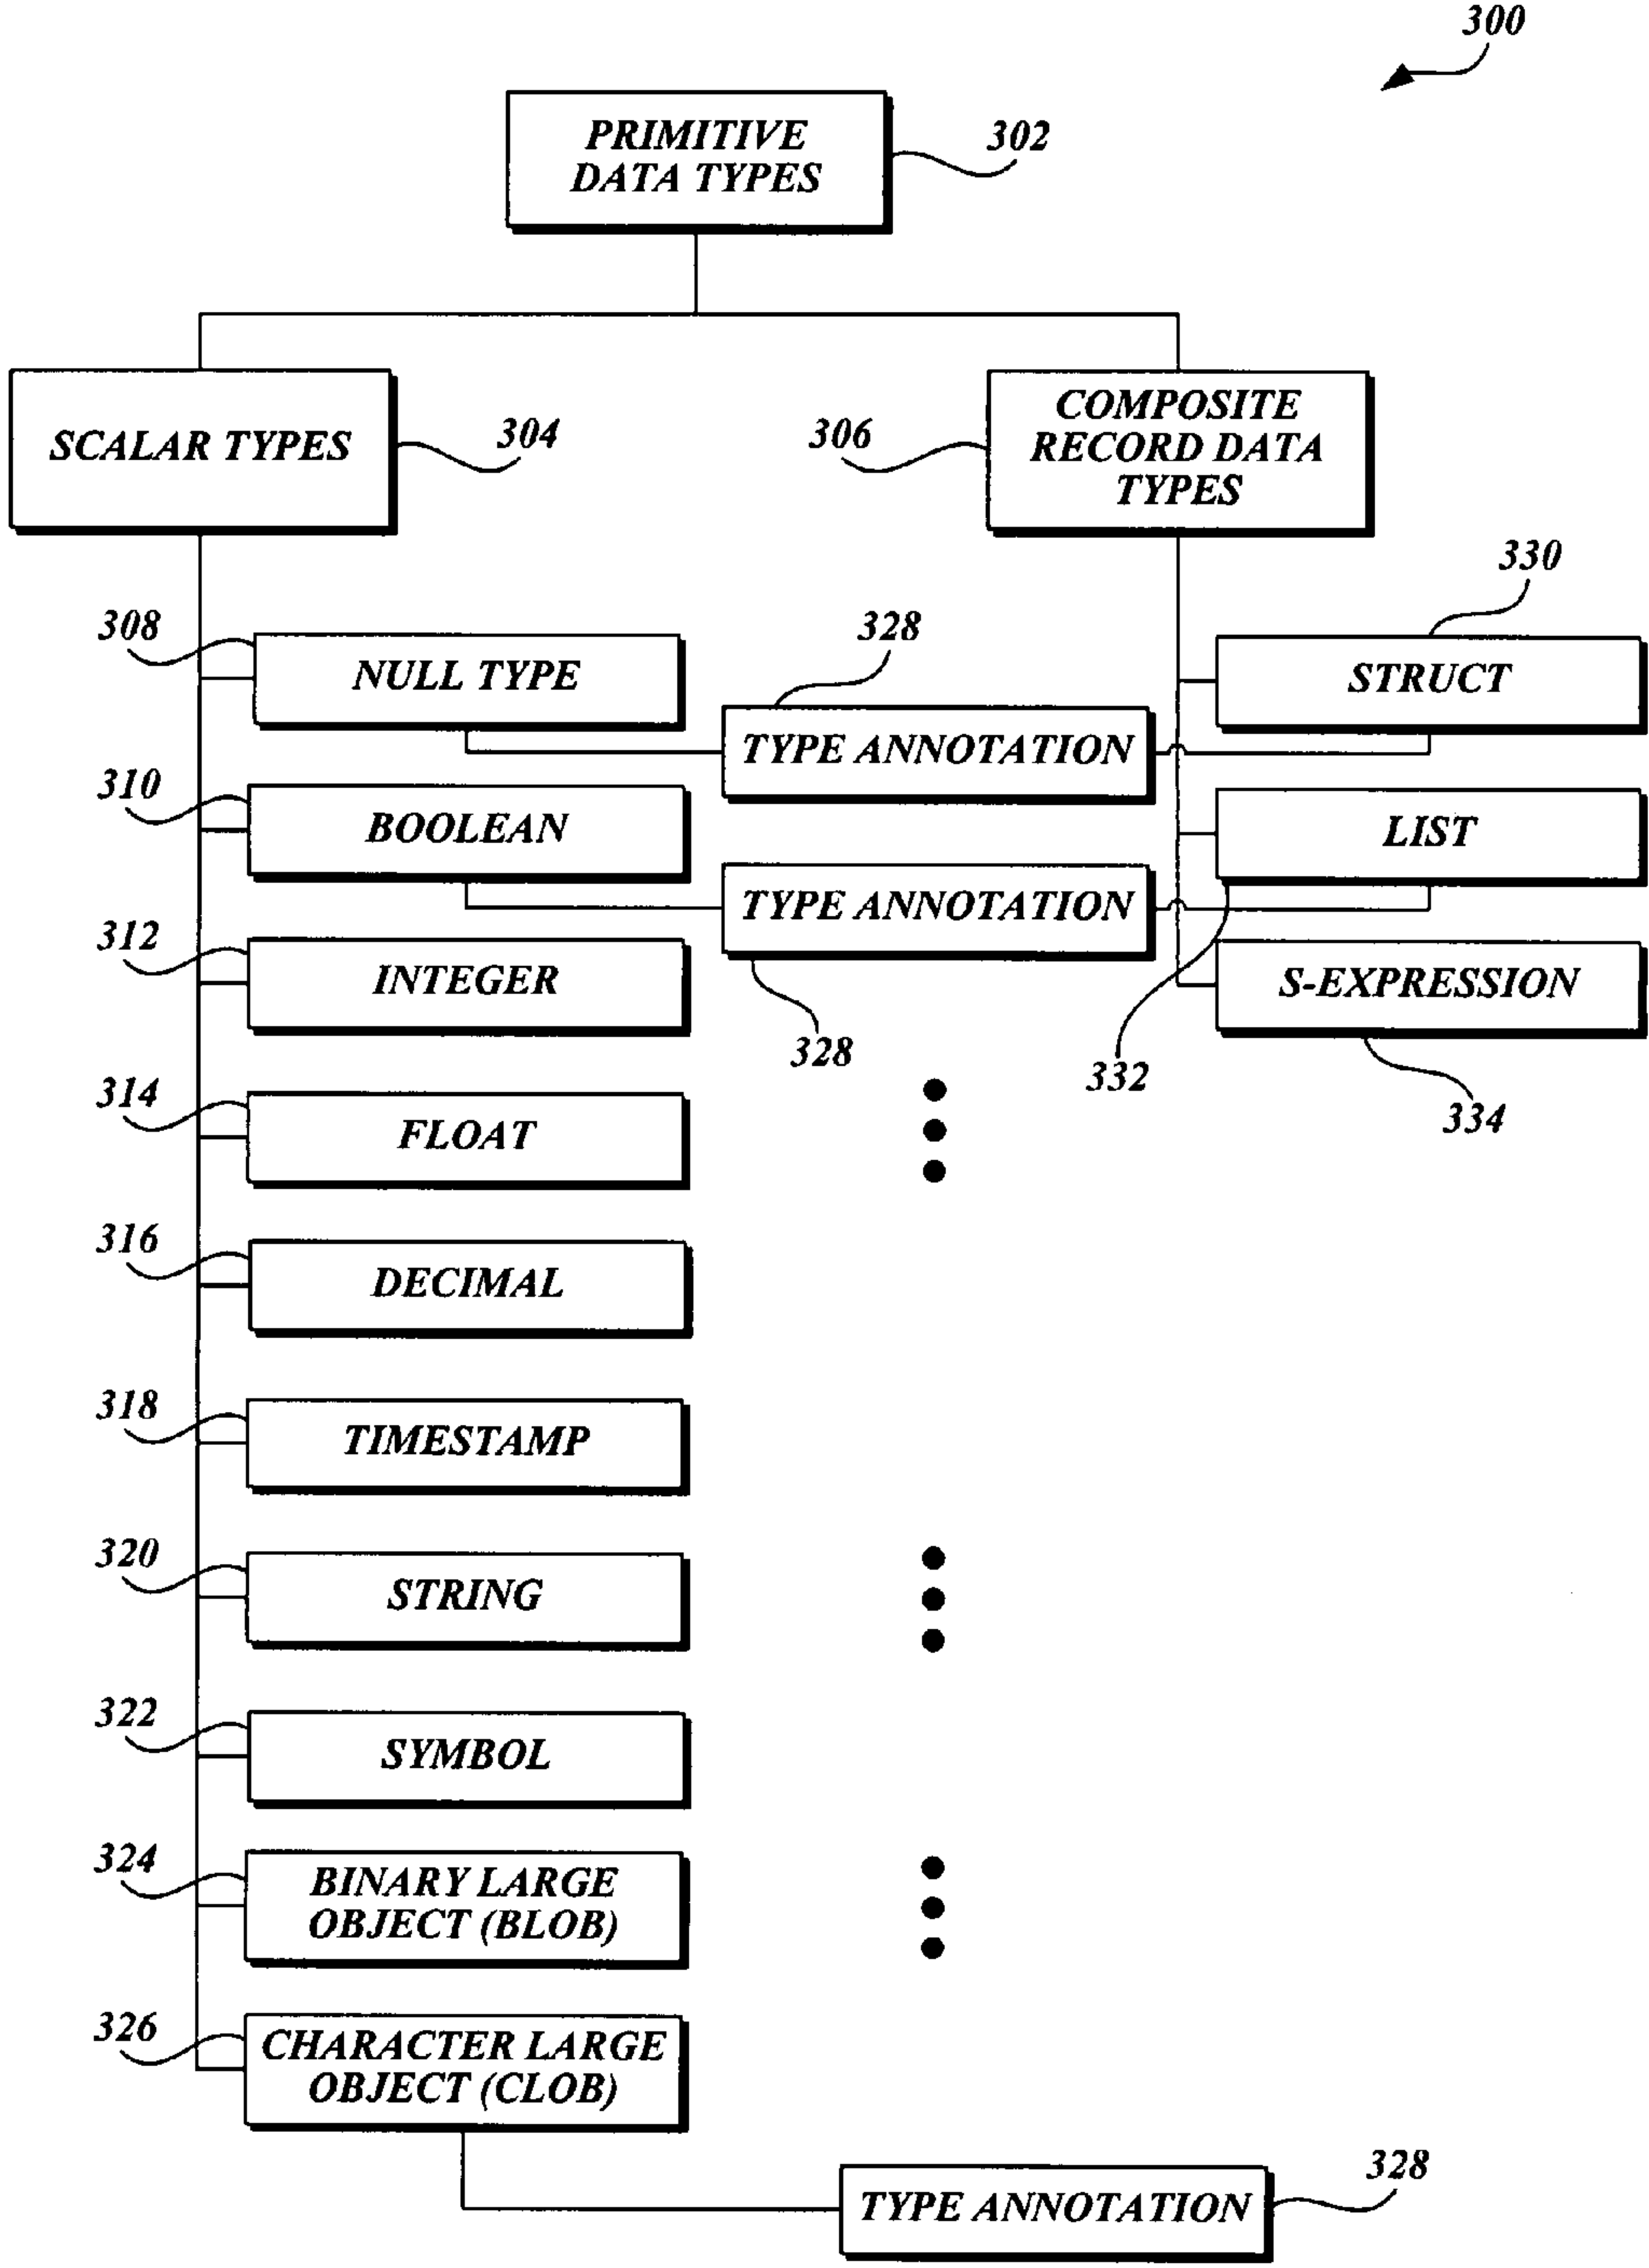 300
PRIMITIVE
DATA TYPES
302
SCALAR TYPES
304
306
COMPOSITE
RECORD DATA
TYPES
330
308
NULL TYPE
328
STRUCT
TYPE ANNOTATION
310
BOOLEAN
LIST
TYPE ANNOTATION
312
INTEGER
S-EXPRESSION
328
332
334
314
FLOAT
316
DECIMAL
318
TIMESTAMP
320
STRING
322
SYMBOL
324
BINARY LARGE
OBJECT (BLOB)
326
CHARACTER LARGE
OBJECT (CLOB)
TYPE ANNOTATION
328